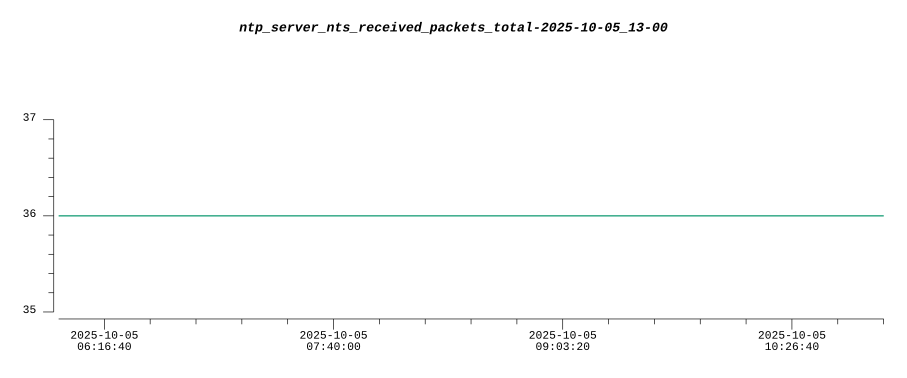 ntp_server_nts_received_packets_total-2025-10-05_13-00
37
36
35
2025-10-05 2025-10-05 2025-10-05 2025-10-05
06:16:40 07:40:00 09:03:20 10:26:40